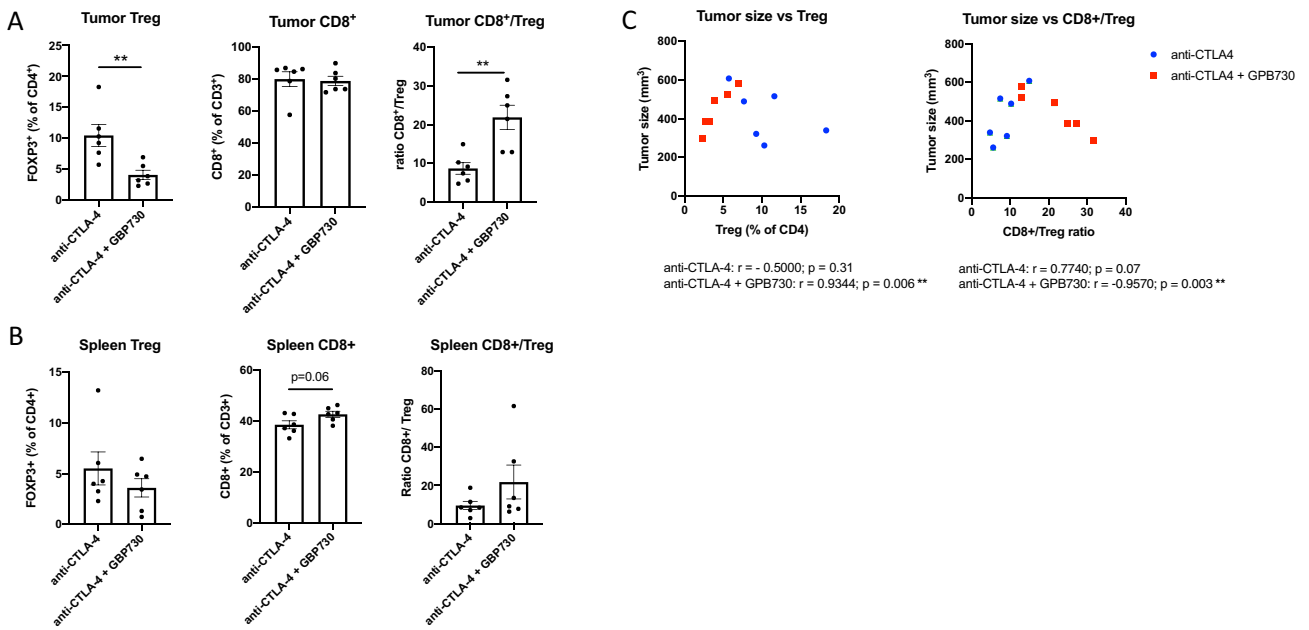 A
Tumor Treg
FOXP3⁺ (% of CD4⁺)
25
20
15
10
5
0
**
anti-CTLA-4
anti-CTLA-4 + GBP730
Tumor CD8⁺
CD8⁺ (% of CD3⁺)
100
80
60
40
20
0
anti-CTLA-4
anti-CTLA-4 + GBP730
Tumor CD8⁺/Treg
ratio CD8⁺/Treg
40
30
20
10
0
**
anti-CTLA-4
anti-CTLA-4 + GBP730
B
Spleen Treg
FOXP3+ (% of CD4+)
15
10
5
0
anti-CTLA-4
anti-CTLA-4 + GBP730
Spleen CD8+
CD8+ (% of CD3+)
60
40
20
0
p=0.06
anti-CTLA-4
anti-CTLA-4 + GBP730
Spleen CD8+/Treg
Ratio CD8+/ Treg
80
60
40
20
0
anti-CTLA-4
anti-CTLA-4 + GBP730
C
Tumor size vs Treg
Tumor size (mm³)
800
600
400
200
0
0 5 10 15 20
Treg (% of CD4)
anti-CTLA-4: r = - 0.5000; p = 0.31
anti-CTLA-4 + GPB730: r = 0.9344; p = 0.006 **
Tumor size vs CD8+/Treg
Tumor size (mm³)
800
600
400
200
0
0 10 20 30 40
CD8+/Treg ratio
anti-CTLA-4: r = 0.7740; p = 0.07
anti-CTLA-4 + GPB730: r = -0.9570; p = 0.003 **
anti-CTLA4
anti-CTLA4 + GPB730